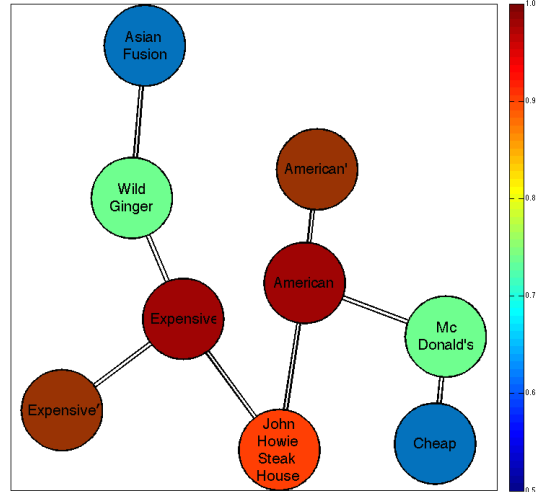 Asian
Fusion
American'
Wild
Ginger
American
Expensive
Mc
Donald's
Expensive'
John
Howie
Steak
House
Cheap
1.0
0.9
0.8
0.7
0.6
0.5